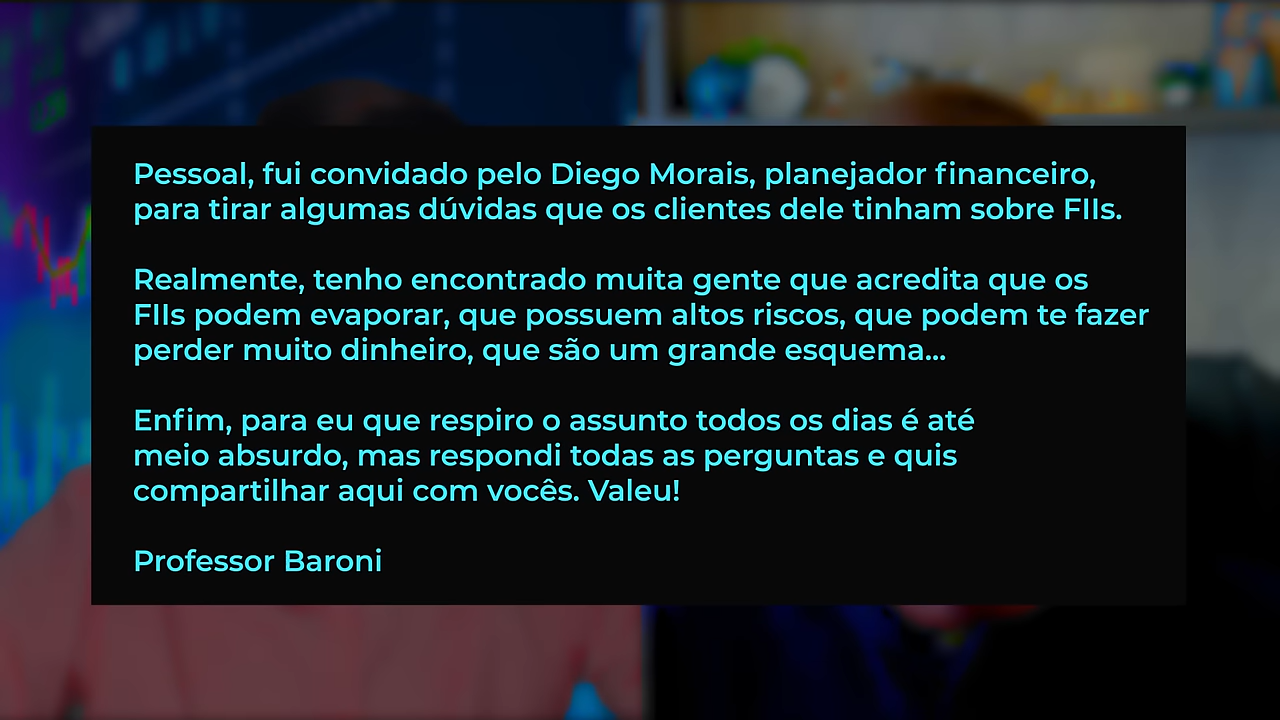 Pessoal, fui convidado pelo Diego Morais, planejador financeiro,
para tirar algumas dúvidas que os clientes dele tinham sobre FIIs.
Realmente, tenho encontrado muita gente que acredita que os
FIIs podem evaporar, que possuem altos riscos, que podem te fazer
perder muito dinheiro, que são um grande esquema...
Enfim, para eu que respiro o assunto todos os dias é até
meio absurdo, mas respondi todas as perguntas e quis
compartilhar aqui com vocês. Valeu!
Professor Baroni